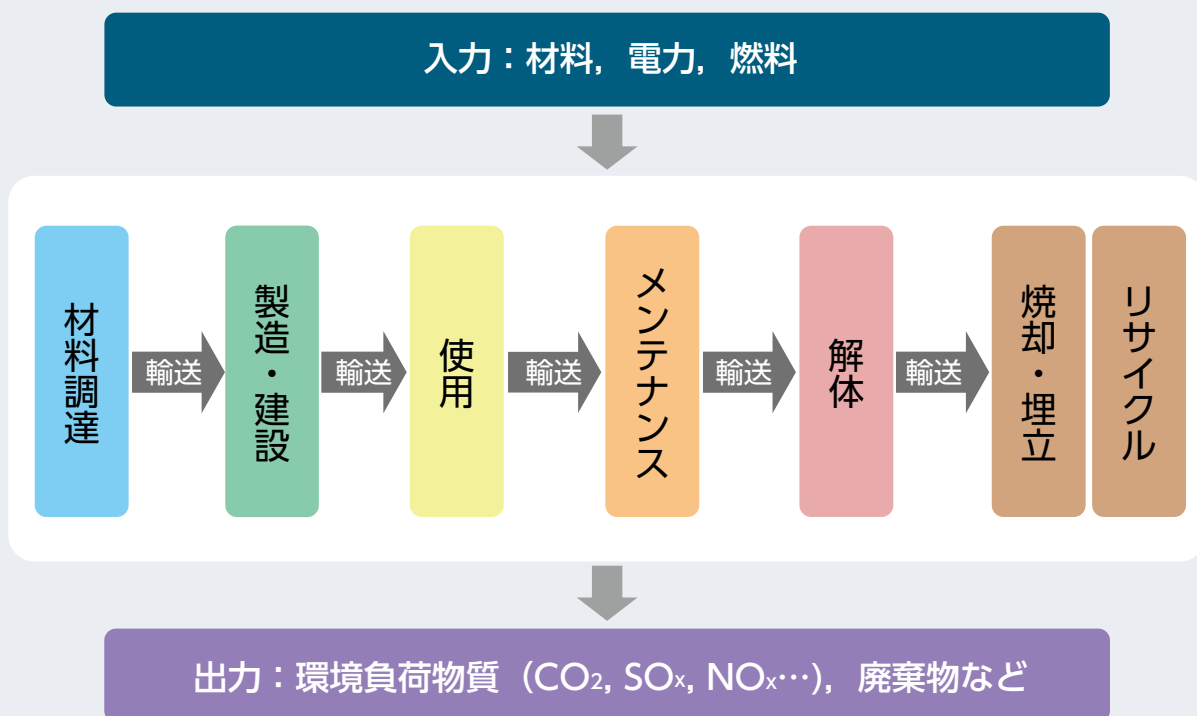 入力：材料，電力，燃料
材料調達
輸送
製造・建設
輸送
使用
輸送
メンテナンス
輸送
解体
輸送
焼却・埋立
リサイクル
出力：環境負荷物質（CO₂, SOₓ, NOₓ…），廃棄物など